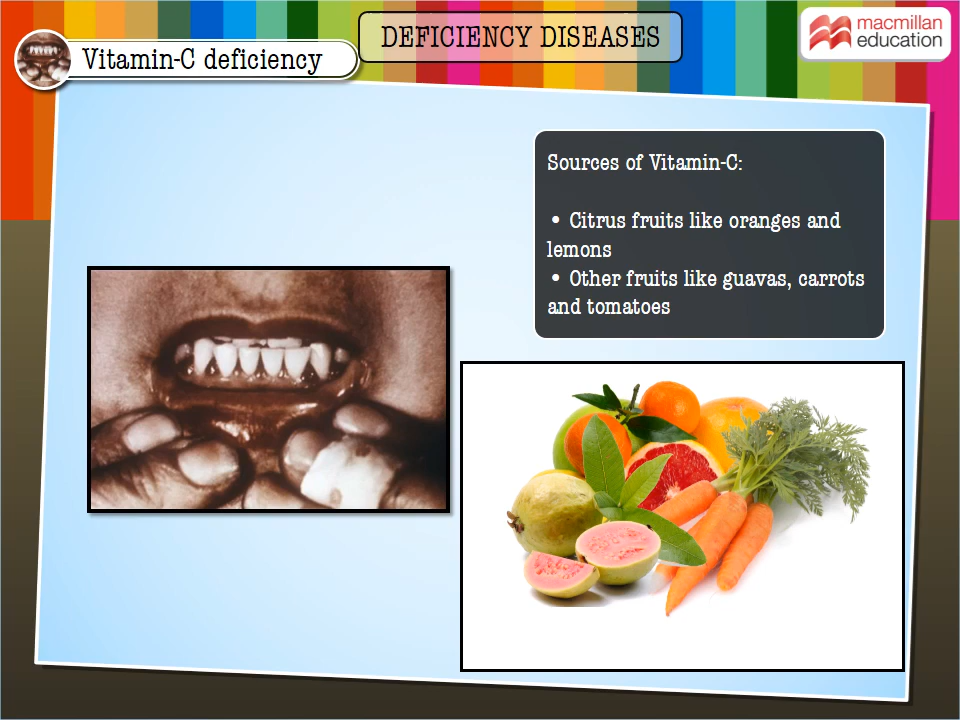 DEFICIENCY DISEASES
macmillan
education
Vitamin-C deficiency
Sources of Vitamin-C:
• Citrus fruits like oranges and
lemons
• Other fruits like guavas, carrots
and tomatoes